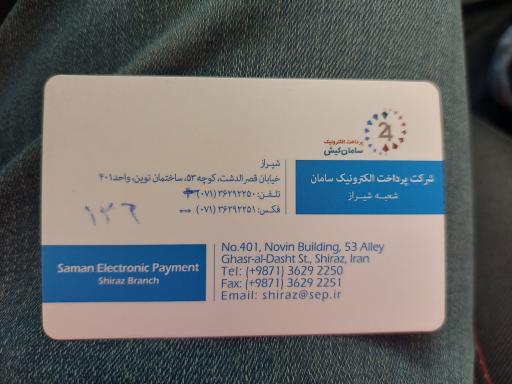 24
پرداخت الکترونیک
سامان کیش
شرکت پرداخت الکترونیک سامان
شعبه شیراز
شیراز
خیابان قصرالدشت، کوچه ۵۳، ساختمان نوین، واحد ۴۰۱
تلفن: ۳۶۲۹۲۲۵۰ (۰۷۱)
فکس: ۳۶۲۹۲۲۵۱ (۰۷۱)
۱۲۶
Saman Electronic Payment
Shiraz Branch
No.401, Novin Building, 53 Alley
Ghasr-al-Dasht St., Shiraz, Iran
Tel: (+9871) 3629 2250
Fax: (+9871) 3629 2251
Email: shiraz@sep.ir